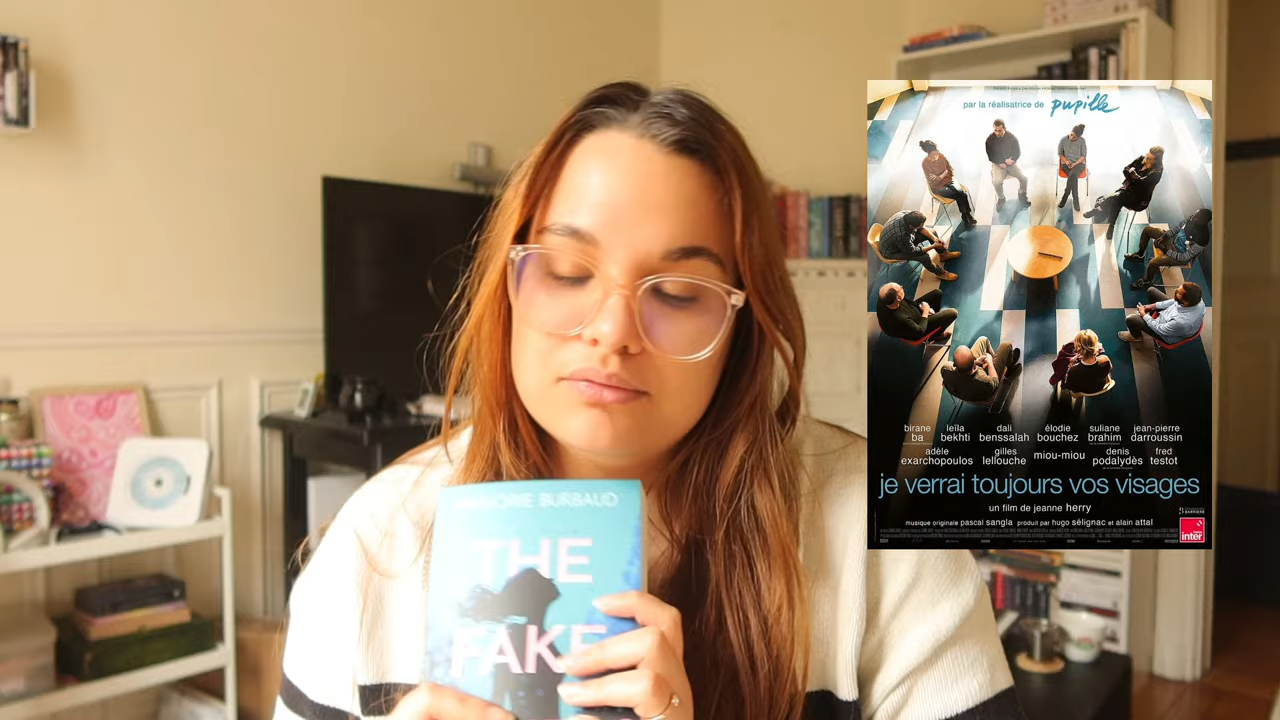 BURBAUD
THE
FAKE
par la réalisatrice de pupille
birane leïla dali élodie suliane jean-pierre
ba bekhti benssallah bouchez brahim darroussin
adèle gilles miou-miou denis fred
exarchopoulos lellouche podalydès testot
je verrai toujours vos visages
un film de jeanne herry
musique originale pascal sangla produit par hugo sélignac et alain attal
inter